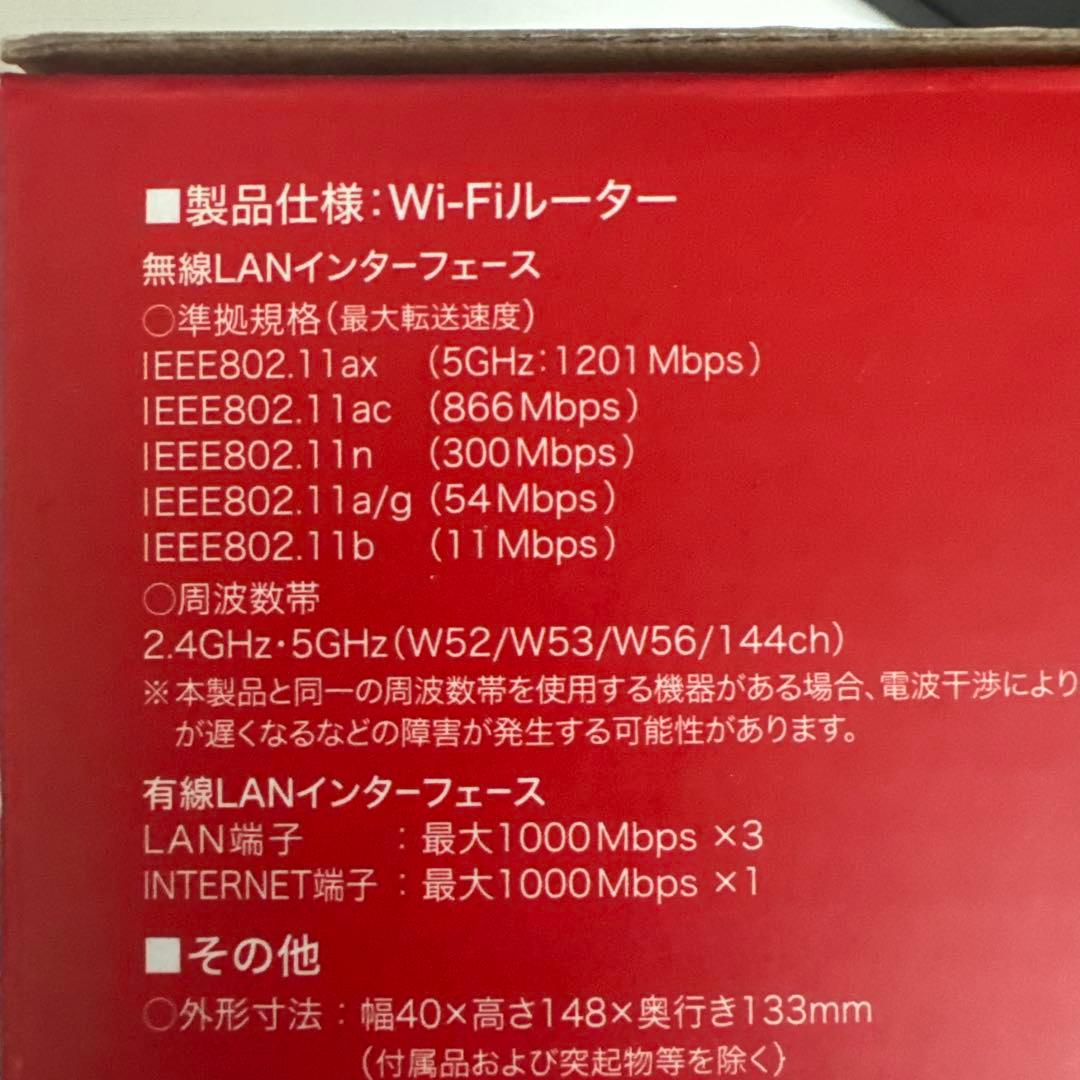 ■製品仕様：Wi-Fiルーター
無線LANインターフェース
○準拠規格（最大転送速度）
IEEE802.11ax （5GHz：1201Mbps）
IEEE802.11ac （866Mbps）
IEEE802.11n （300Mbps）
IEEE802.11a/g （54Mbps）
IEEE802.11b （11Mbps）
○周波数帯
2.4GHz・5GHz（W52/W53/W56/144ch）
※本製品と同一の周波数帯を使用する機器がある場合、電波干渉により
が遅くなるなどの障害が発生する可能性があります。
有線LANインターフェース
LAN端子 ：最大1000Mbps ×3
INTERNET端子：最大1000Mbps ×1
■その他
○外形寸法：幅40×高さ148×奥行き133mm
（付属品および突起物等を除く）